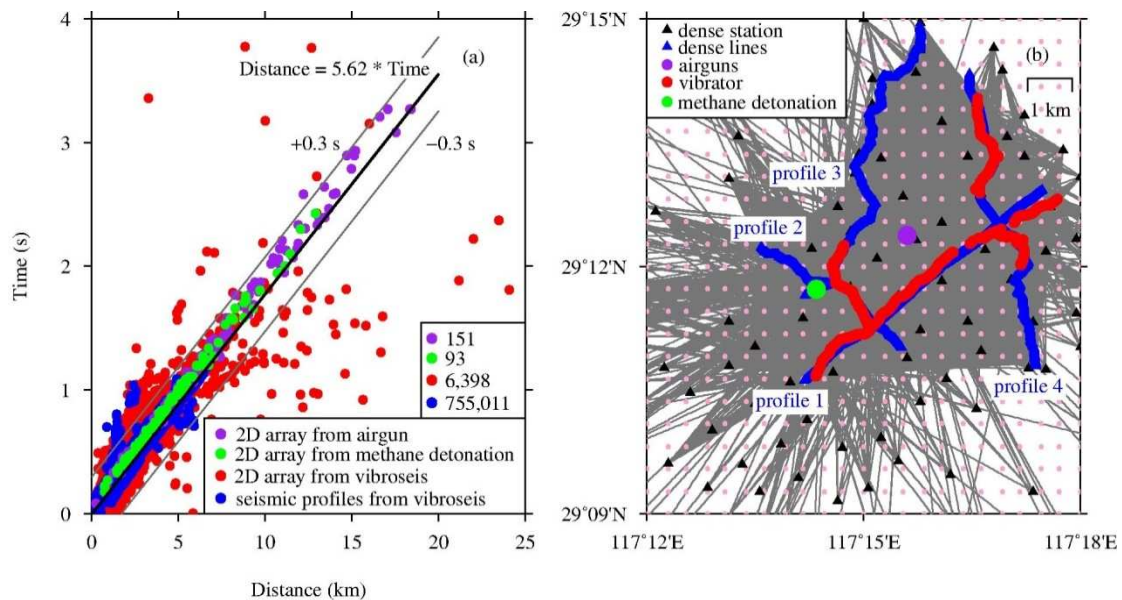 4
3
2
1
0
Time (s)
0
5
10
15
20
25
Distance (km)
(a)
Distance = 5.62 * Time
+0.3 s
−0.3 s
151
93
6,398
755,011
2D array from airgun
2D array from methane detonation
2D array from vibroseis
seismic profiles from vibroseis
29°15'N
29°12'N
29°09'N
117°12'E
117°15'E
117°18'E
dense station
dense lines
airguns
vibrator
methane detonation
(b)
1 km
profile 3
profile 2
profile 1
profile 4